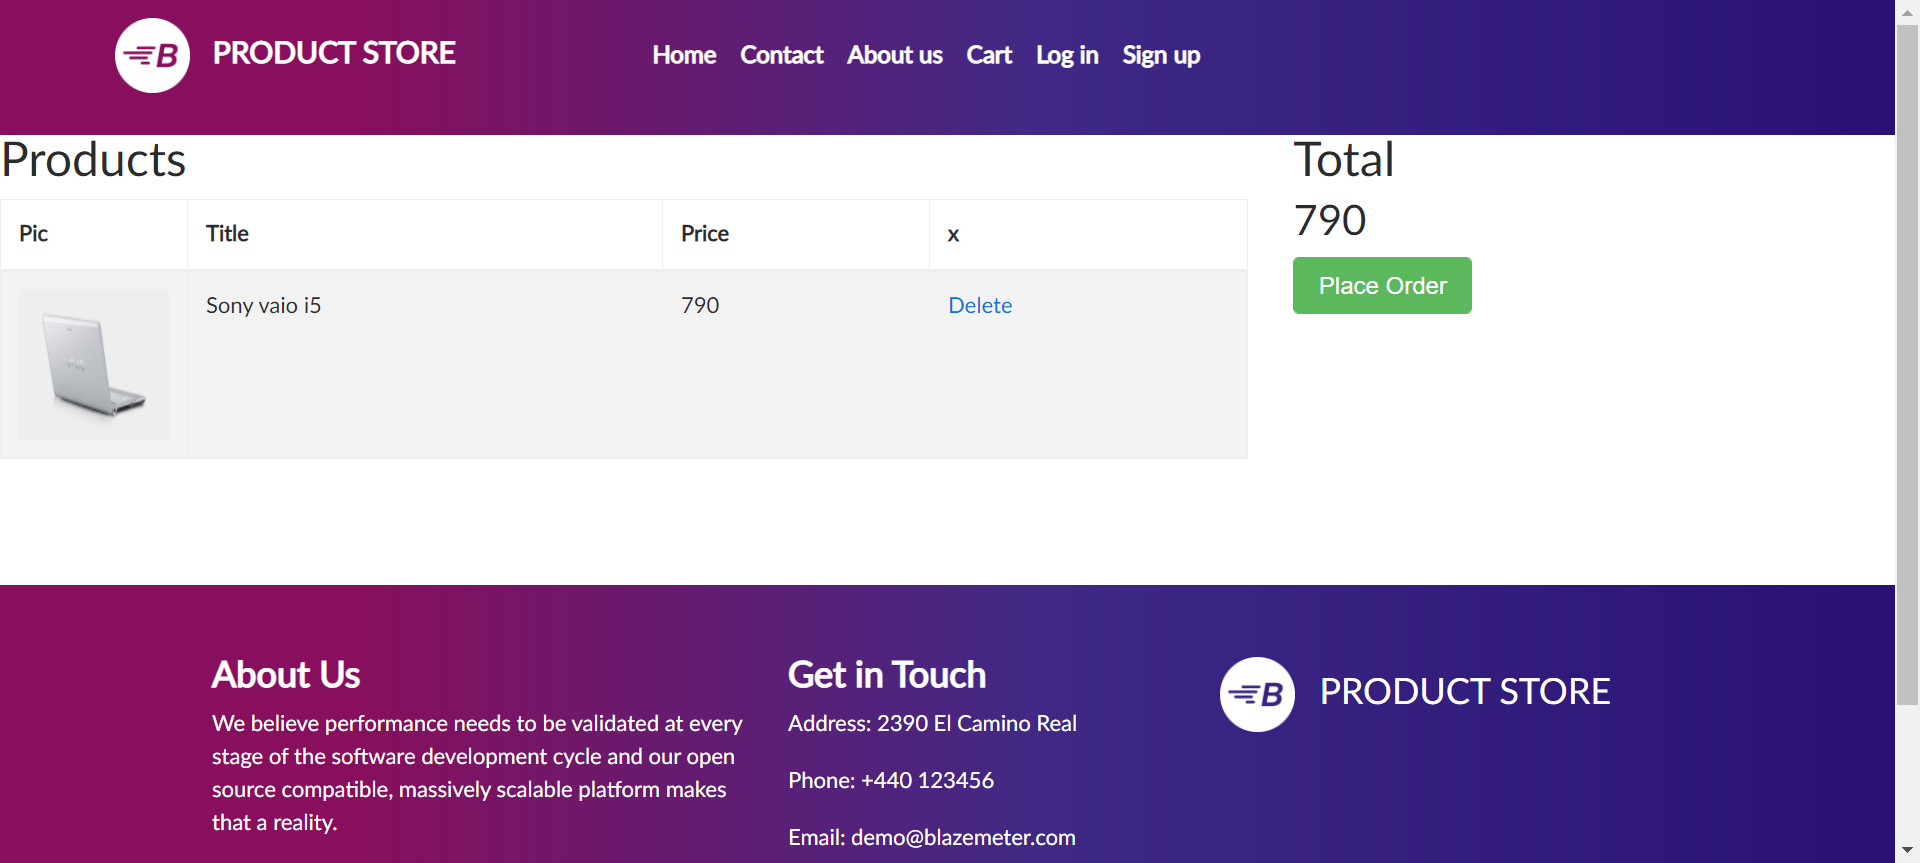 B PRODUCT STORE Home Contact About us Cart Log in Sign up
Products
Pic Title Price x
Sony vaio i5 790 Delete
VAIO
Total
790
Place Order
About Us
We believe performance needs to be validated at every
stage of the software development cycle and our open
source compatible, massively scalable platform makes
that a reality.
Get in Touch
Address: 2390 El Camino Real
Phone: +440 123456
Email: demo@blazemeter.com
B PRODUCT STORE